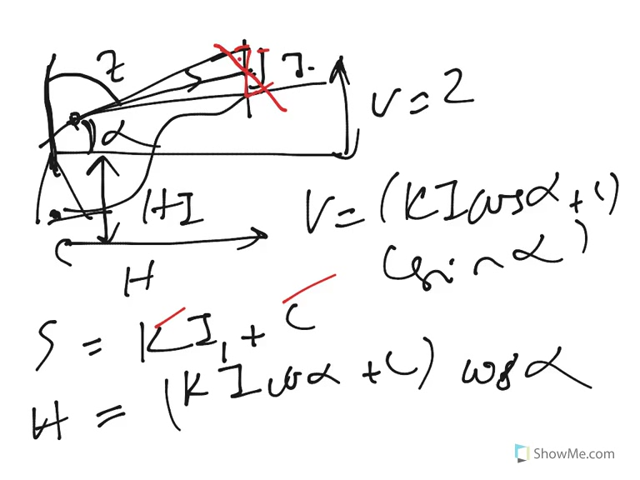 Z
S
I
α
V = 2
HI
V = (KI cos α + C)
(sin α)
H
S = KI, + C
H = (KI cos α + C) cos α
ShowMe.com